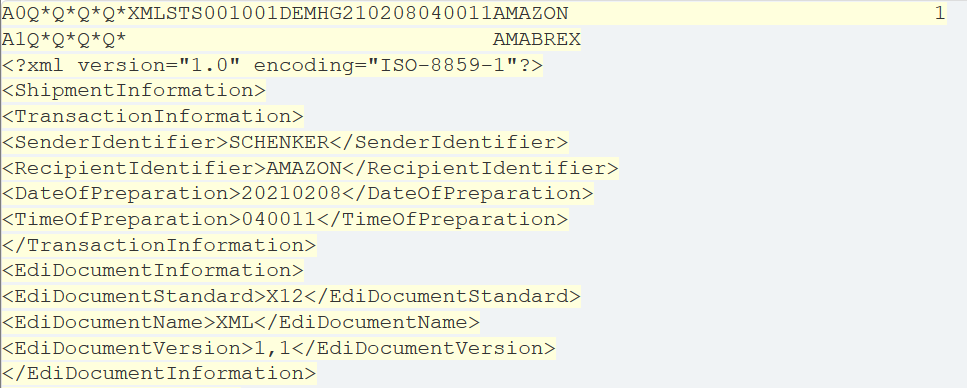 A0Q*Q*Q*Q*XMLSTS001001DEMHG210208040011AMAZON                             1
A1Q*Q*Q*Q*                             AMABREX
<?xml version="1.0" encoding="ISO-8859-1"?>
<ShipmentInformation>
<TransactionInformation>
<SenderIdentifier>SCHENKER</SenderIdentifier>
<RecipientIdentifier>AMAZON</RecipientIdentifier>
<DateOfPreparation>20210208</DateOfPreparation>
<TimeOfPreparation>040011</TimeOfPreparation>
</TransactionInformation>
<EdiDocumentInformation>
<EdiDocumentStandard>X12</EdiDocumentStandard>
<EdiDocumentName>XML</EdiDocumentName>
<EdiDocumentVersion>1,1</EdiDocumentVersion>
</EdiDocumentInformation>